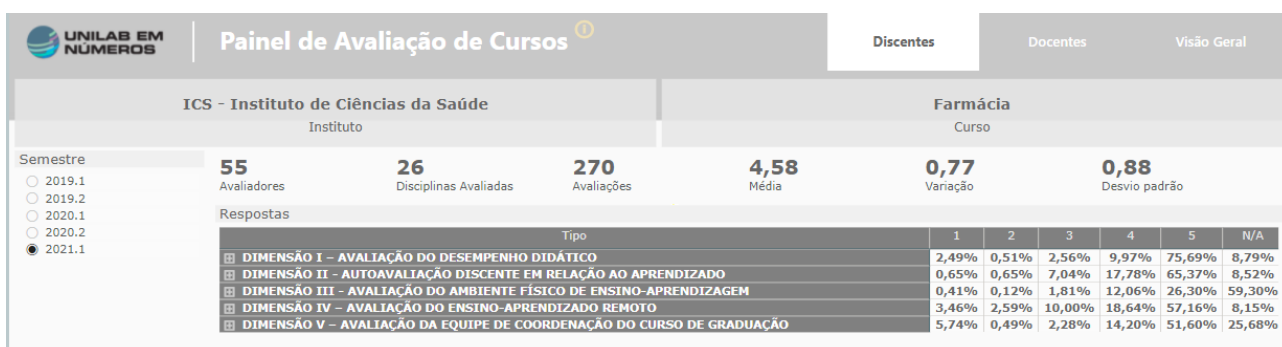 UNILAB EM
NÚMEROS
Painel de Avaliação de Cursos
Discentes Docentes Visão Geral
ICS - Instituto de Ciências da Saúde
Instituto
Farmácia
Curso
Semestre
2019.1
2019.2
2020.1
2020.2
2021.1
55 26 270 4,58 0,77 0,88
Avaliadores Disciplinas Avaliadas Avaliações Média Variação Desvio padrão
Respostas
Tipo 1 2 3 4 5 N/A
DIMENSÃO I – AVALIAÇÃO DO DESEMPENHO DIDÁTICO 2,49% 0,51% 2,56% 9,97% 75,69% 8,79%
DIMENSÃO II - AUTOAVALIAÇÃO DISCENTE EM RELAÇÃO AO APRENDIZADO 0,65% 0,65% 7,04% 17,78% 65,37% 8,52%
DIMENSÃO III - AVALIAÇÃO DO AMBIENTE FÍSICO DE ENSINO-APRENDIZAGEM 0,41% 0,12% 1,81% 12,06% 26,30% 59,30%
DIMENSÃO IV – AVALIAÇÃO DO ENSINO-APRENDIZADO REMOTO 3,46% 2,59% 10,00% 18,64% 57,16% 8,15%
DIMENSÃO V – AVALIAÇÃO DA EQUIPE DE COORDENAÇÃO DO CURSO DE GRADUAÇÃO 5,74% 0,49% 2,28% 14,20% 51,60% 25,68%